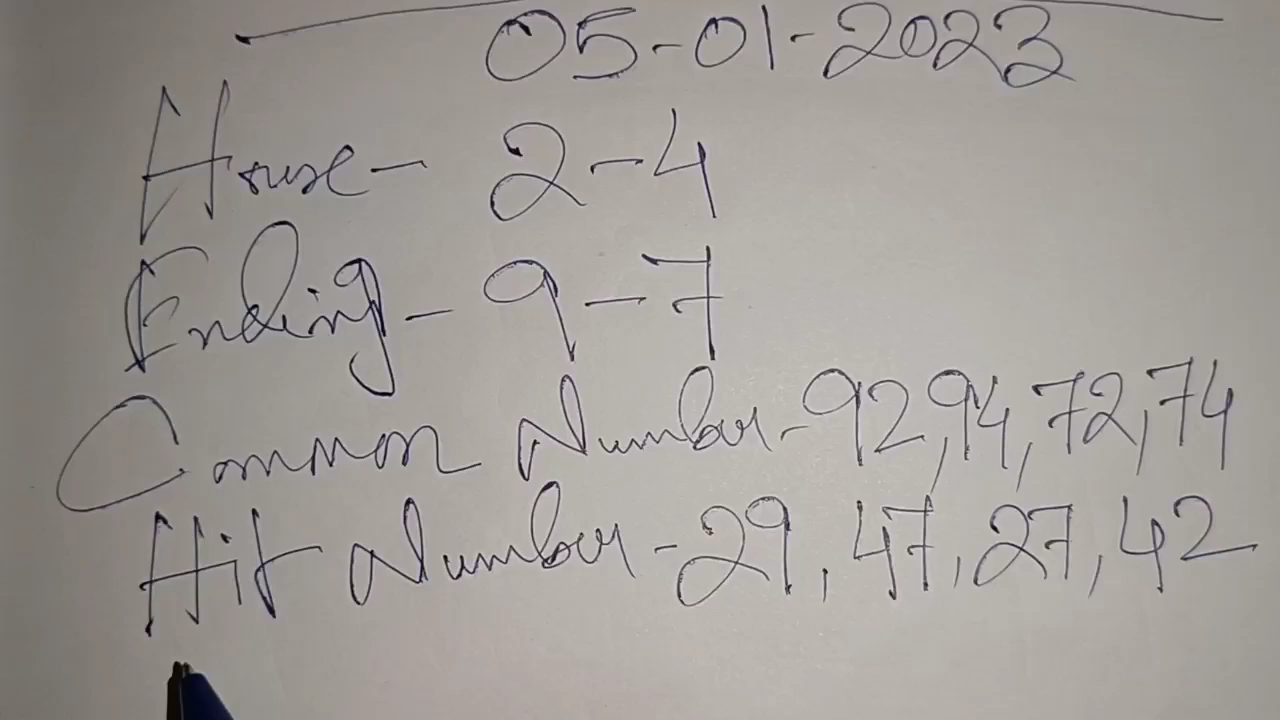 05-01-2023
House- 2-4
Ending- 9-7
Common Number-92,94,72,74
Hit Number-29,47,27,42